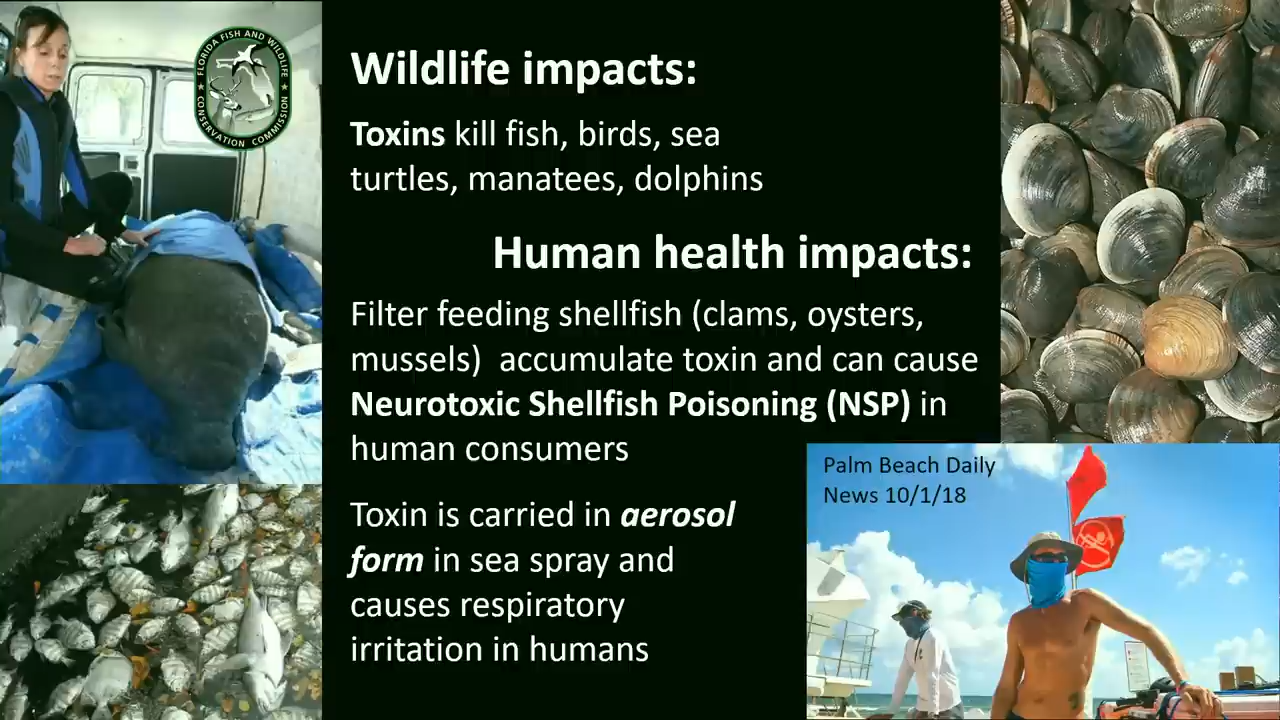 FLORIDA FISH AND WILDLIFE
CONSERVATION COMMISSION
Wildlife impacts:
Toxins kill fish, birds, sea
turtles, manatees, dolphins
Human health impacts:
Filter feeding shellfish (clams, oysters,
mussels)  accumulate toxin and can cause
Neurotoxic Shellfish Poisoning (NSP) in
human consumers
Toxin is carried in aerosol
form in sea spray and
causes respiratory
irritation in humans
Palm Beach Daily
News 10/1/18